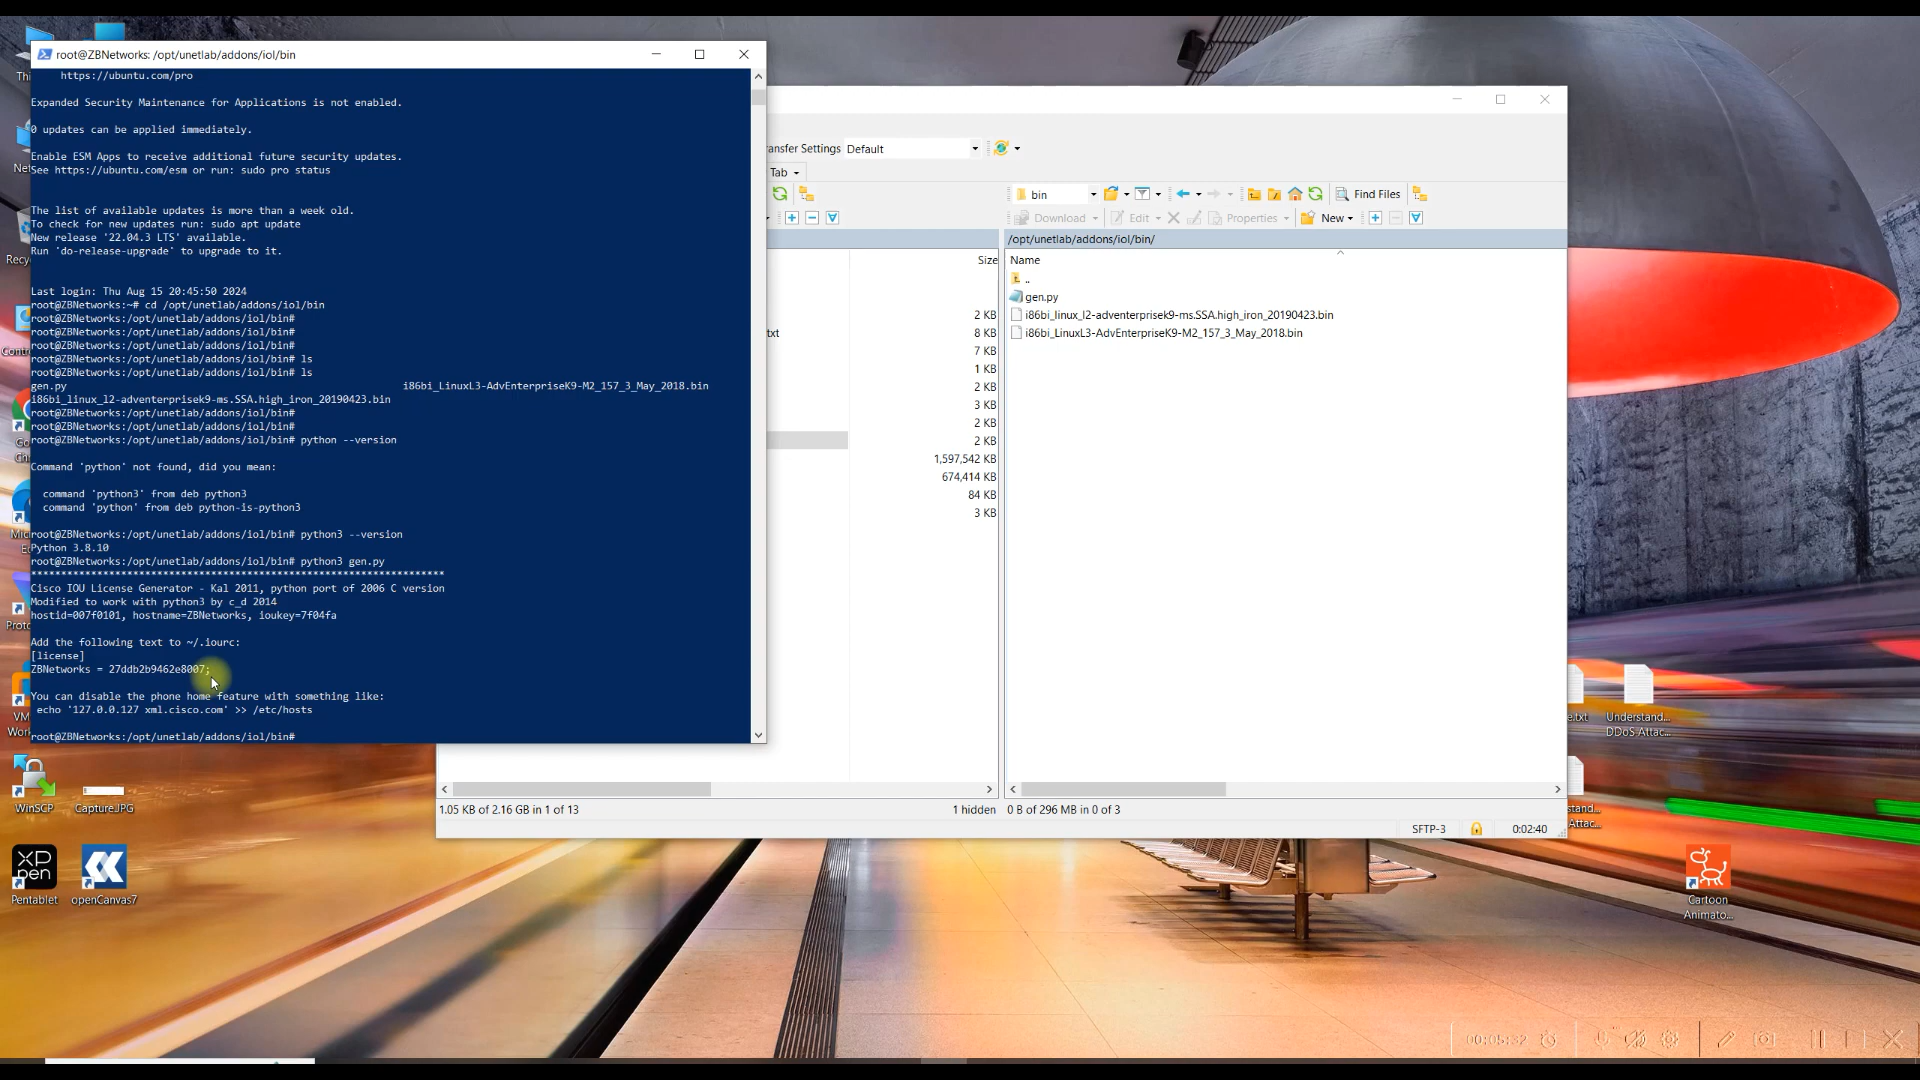 root@ZBNetworks: /opt/unetlab/addons/iol/bin
https://ubuntu.com/pro
Expanded Security Maintenance for Applications is not enabled.
0 updates can be applied immediately.
Enable ESM Apps to receive additional future security updates.
See https://ubuntu.com/esm or run: sudo pro status
The list of available updates is more than a week old.
To check for new updates run: sudo apt update
New release '22.04.3 LTS' available.
Run 'do-release-upgrade' to upgrade to it.
Last login: Thu Aug 15 20:45:50 2024
root@ZBNetworks:~# cd /opt/unetlab/addons/iol/bin
root@ZBNetworks:/opt/unetlab/addons/iol/bin#
root@ZBNetworks:/opt/unetlab/addons/iol/bin#
root@ZBNetworks:/opt/unetlab/addons/iol/bin#
root@ZBNetworks:/opt/unetlab/addons/iol/bin# ls
root@ZBNetworks:/opt/unetlab/addons/iol/bin# ls
gen.py i86bi_LinuxL3-AdvEnterpriseK9-M2_157_3_May_2018.bin
i86bi_linux_l2-adventerprisek9-ms.SSA.high_iron_20190423.bin
root@ZBNetworks:/opt/unetlab/addons/iol/bin#
root@ZBNetworks:/opt/unetlab/addons/iol/bin#
root@ZBNetworks:/opt/unetlab/addons/iol/bin# python --version
Command 'python' not found, did you mean:
command 'python3' from deb python3
command 'python' from deb python-is-python3
root@ZBNetworks:/opt/unetlab/addons/iol/bin# python3 --version
Python 3.8.10
root@ZBNetworks:/opt/unetlab/addons/iol/bin# python3 gen.py
*********************************************************************
Cisco IOU License Generator - Kal 2011, python port of 2006 C version
Modified to work with python3 by c_d 2014
hostid=007f0101, hostname=ZBNetworks, ioukey=7f04fa
Add the following text to ~/.iourc:
[license]
ZBNetworks = 27ddb2b9462e8007;
You can disable the phone home feature with something like:
echo '127.0.0.127 xml.cisco.com' >> /etc/hosts
root@ZBNetworks:/opt/unetlab/addons/iol/bin#
ansfer Settings Default
Tab
bin
Find Files
Download
Edit
Properties
New
/opt/unetlab/addons/iol/bin/
Size
Name
..
gen.py
i86bi_linux_l2-adventerprisek9-ms.SSA.high_iron_20190423.bin
i86bi_LinuxL3-AdvEnterpriseK9-M2_157_3_May_2018.bin
2 KB
txt 8 KB
7 KB
1 KB
2 KB
3 KB
2 KB
2 KB
1,597,542 KB
674,414 KB
84 KB
3 KB
1.05 KB of 2.16 GB in 1 of 13
1 hidden
0 B of 296 MB in 0 of 3
SFTP-3
0:02:40
WinSCP
Capture.JPG
XP
pen
Pentablet
openCanvas7
Understand...
DDoS Attac...
Cartoon
Animato...
00:05:32